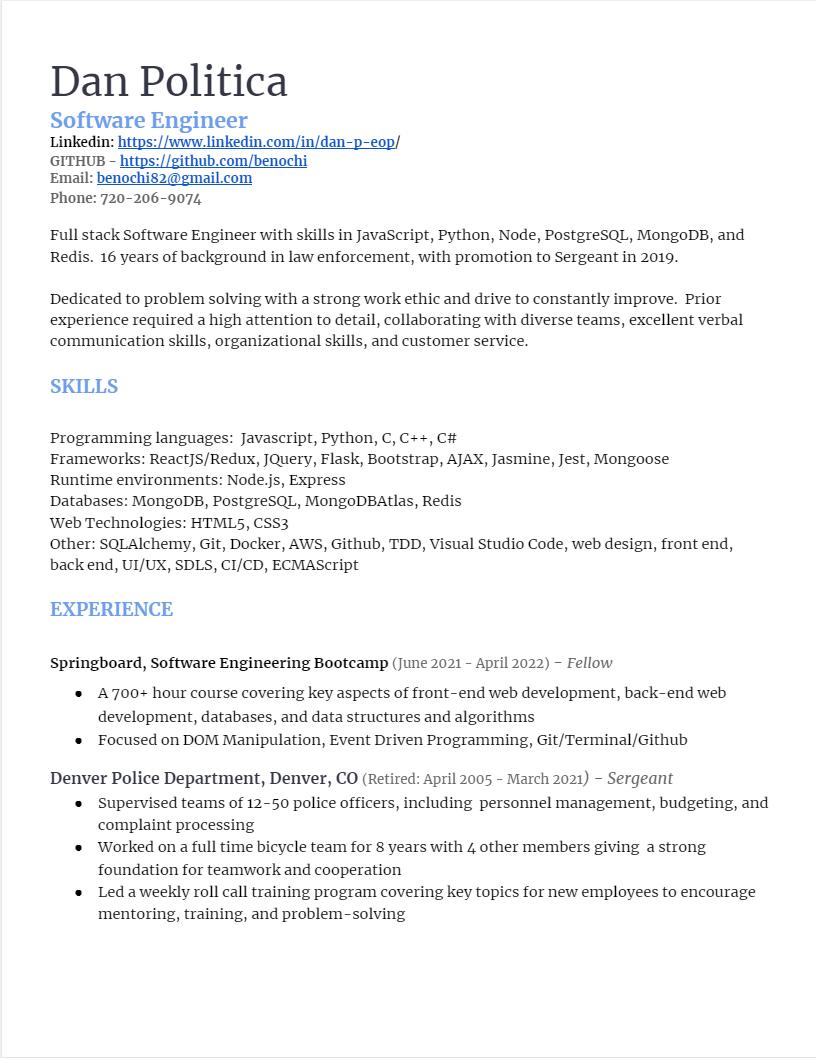 Dan Politica
Software Engineer
Linkedin: https://www.linkedin.com/in/dan-p-eop/
GITHUB - https://github.com/benochi
Email: benochi82@gmail.com
Phone: 720-206-9074
Full stack Software Engineer with skills in JavaScript, Python, Node, PostgreSQL, MongoDB, and
Redis.  16 years of background in law enforcement, with promotion to Sergeant in 2019.
Dedicated to problem solving with a strong work ethic and drive to constantly improve.  Prior
experience required a high attention to detail, collaborating with diverse teams, excellent verbal
communication skills, organizational skills, and customer service.
SKILLS
Programming languages:  Javascript, Python, C, C++, C#
Frameworks: ReactJS/Redux, JQuery, Flask, Bootstrap, AJAX, Jasmine, Jest, Mongoose
Runtime environments: Node.js, Express
Databases: MongoDB, PostgreSQL, MongoDBAtlas, Redis
Web Technologies: HTML5, CSS3
Other: SQLAlchemy, Git, Docker, AWS, Github, TDD, Visual Studio Code, web design, front end,
back end, UI/UX, SDLS, CI/CD, ECMAScript
EXPERIENCE
Springboard, Software Engineering Bootcamp (June 2021 - April 2022) - Fellow
● A 700+ hour course covering key aspects of front-end web development, back-end web
development, databases, and data structures and algorithms
● Focused on DOM Manipulation, Event Driven Programming, Git/Terminal/Github
Denver Police Department, Denver, CO (Retired: April 2005 - March 2021) - Sergeant
● Supervised teams of 12-50 police officers, including  personnel management, budgeting, and
complaint processing
● Worked on a full time bicycle team for 8 years with 4 other members giving  a strong
foundation for teamwork and cooperation
● Led a weekly roll call training program covering key topics for new employees to encourage
mentoring, training, and problem-solving